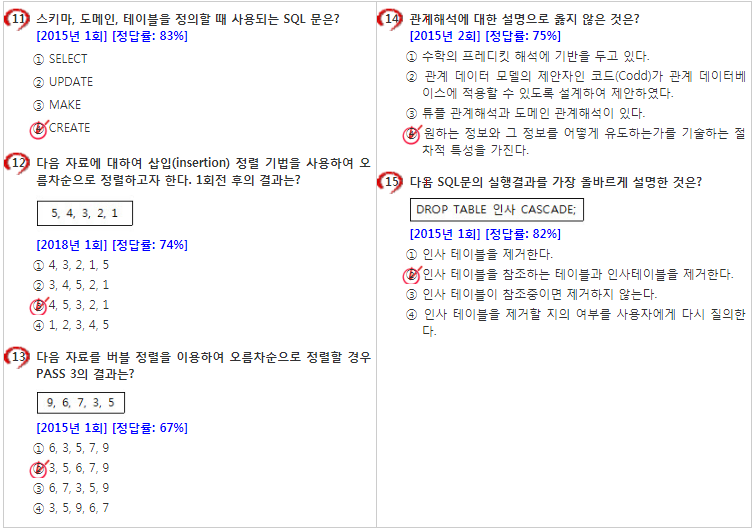 11 스키마, 도메인, 테이블을 정의할 때 사용되는 SQL 문은?
[2015년 1회] [정답률: 83%]
① SELECT
② UPDATE
③ MAKE
④ CREATE
12 다음 자료에 대하여 삽입(insertion) 정렬 기법을 사용하여 오
름차순으로 정렬하고자 한다. 1회전 후의 결과는?
5, 4, 3, 2, 1
[2018년 1회] [정답률: 74%]
① 4, 3, 2, 1, 5
② 3, 4, 5, 2, 1
③ 4, 5, 3, 2, 1
④ 1, 2, 3, 4, 5
13 다음 자료를 버블 정렬을 이용하여 오름차순으로 정렬할 경우
PASS 3의 결과는?
9, 6, 7, 3, 5
[2015년 1회] [정답률: 67%]
① 6, 3, 5, 7, 9
② 3, 5, 6, 7, 9
③ 6, 7, 3, 5, 9
④ 3, 5, 9, 6, 7
14 관계해석에 대한 설명으로 옳지 않은 것은?
[2015년 2회] [정답률: 75%]
① 수학의 프레디킷 해석에 기반을 두고 있다.
② 관계 데이터 모델의 제안자인 코드(Codd)가 관계 데이터베
이스에 적용할 수 있도록 설계하여 제안하였다.
③ 튜플 관계해석과 도메인 관계해석이 있다.
④ 원하는 정보와 그 정보를 어떻게 유도하는가를 기술하는 절
차적 특성을 가진다.
15 다음 SQL문의 실행결과를 가장 올바르게 설명한 것은?
DROP TABLE 인사 CASCADE;
[2015년 1회] [정답률: 82%]
① 인사 테이블을 제거한다.
② 인사 테이블을 참조하는 테이블과 인사테이블을 제거한다.
③ 인사 테이블이 참조중이면 제거하지 않는다.
④ 인사 테이블을 제거할 지의 여부를 사용자에게 다시 질의한
다.